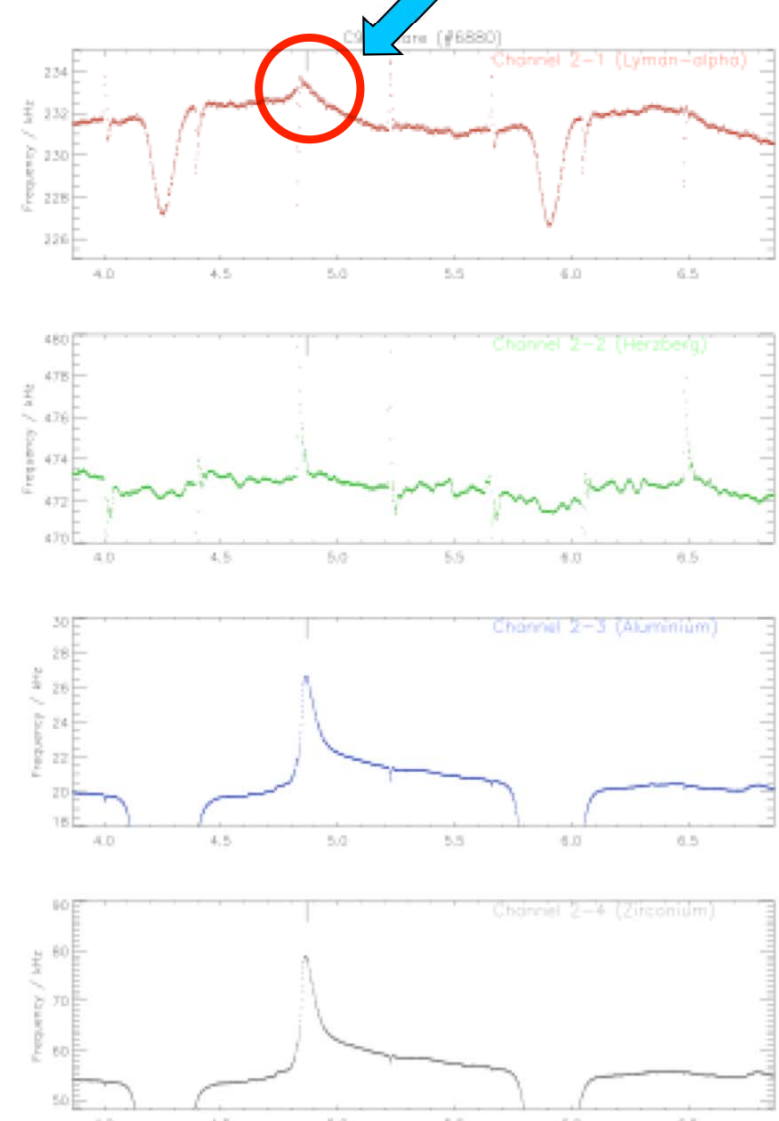 C9 are (#6880)
Channel 2-1 (Lyman-alpha)
Frequency / kHz
234
232
230
228
226
4.0 4.5 5.0 5.5 6.0 6.5
Channel 2-2 (Herzberg)
Frequency / kHz
480
478
476
474
472
470
4.0 4.5 5.0 5.5 6.0 6.5
Channel 2-3 (Aluminium)
Frequency / kHz
30
28
26
24
22
20
18
4.0 4.5 5.0 5.5 6.0 6.5
Channel 2-4 (Zirconium)
Frequency / kHz
90
80
70
60
50